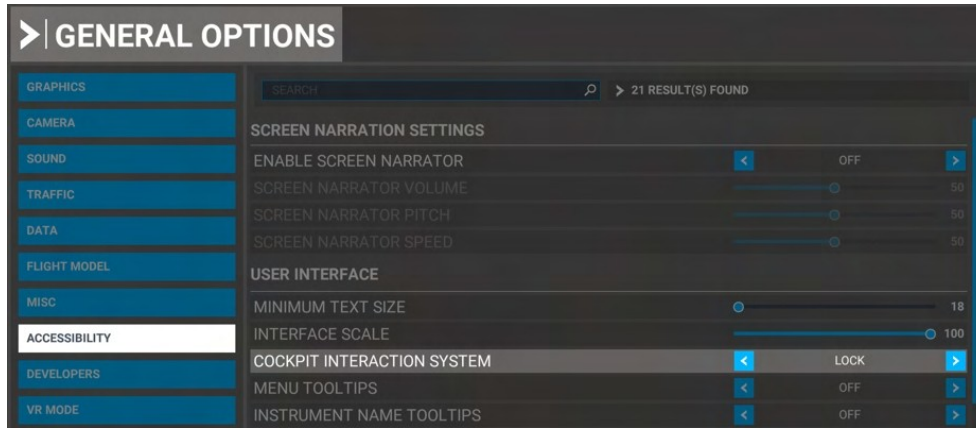 GENERAL OPTIONS
GRAPHICS
CAMERA
SOUND
TRAFFIC
DATA
FLIGHT MODEL
MISC
ACCESSIBILITY
DEVELOPERS
VR MODE
SEARCH
21 RESULT(S) FOUND
SCREEN NARRATION SETTINGS
ENABLE SCREEN NARRATOR OFF
SCREEN NARRATOR VOLUME 50
SCREEN NARRATOR PITCH 50
SCREEN NARRATOR SPEED 50
USER INTERFACE
MINIMUM TEXT SIZE 18
INTERFACE SCALE 100
COCKPIT INTERACTION SYSTEM LOCK
MENU TOOLTIPS OFF
INSTRUMENT NAME TOOLTIPS OFF